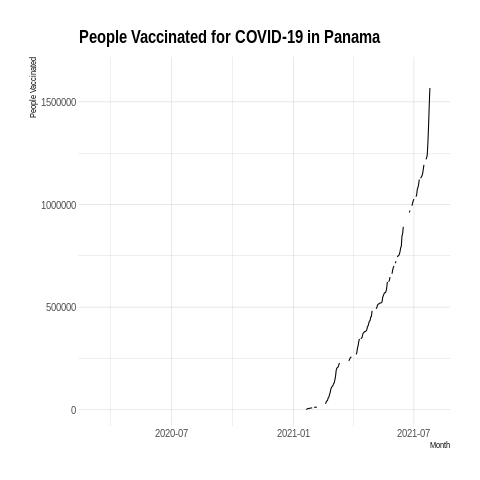 People Vaccinated for COVID-19 in Panama
People Vaccinated
1500000
1000000
500000
0
2020-07
2021-01
2021-07
Month